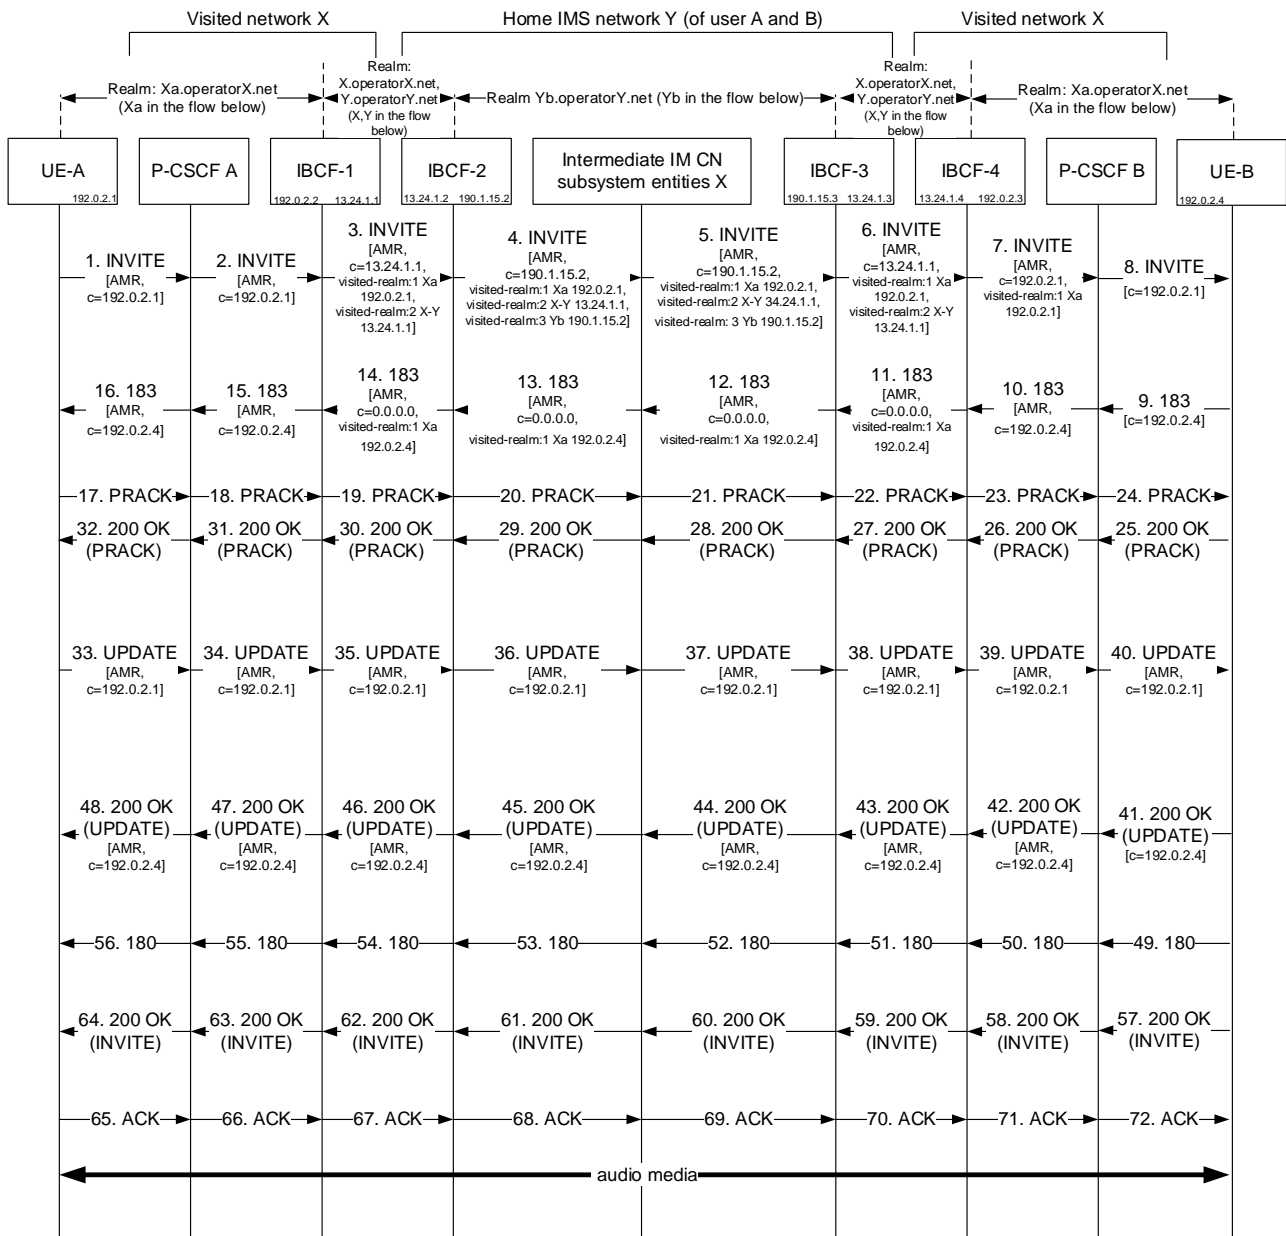 Visited network X
Home IMS network Y (of user A and B)
Visited network X
Realm: Xa.operatorX.net
(Xa in the flow below)
Realm:
X.operatorX.net,
Y.operatorY.net
(X,Y in the flow
below)
Realm Yb.operatorY.net (Yb in the flow below)
Realm:
X.operatorX.net,
Y.operatorY.net
(X,Y in the flow
below)
Realm: Xa.operatorX.net
(Xa in the flow below)
UE-A
192.0.2.1
P-CSCF A
IBCF-1
192.0.2.2 13.24.1.1
IBCF-2
13.24.1.2 190.1.15.2
Intermediate IM CN
subsystem entities X
IBCF-3
190.1.15.3 13.24.1.3
IBCF-4
13.24.1.4 192.0.2.3
P-CSCF B
UE-B
192.0.2.4
1. INVITE
[AMR,
c=192.0.2.1]
2. INVITE
[AMR,
c=192.0.2.1]
3. INVITE
[AMR,
c=13.24.1.1,
visited-realm:1 Xa
192.0.2.1,
visited-realm:2 X-Y
13.24.1.1]
4. INVITE
[AMR,
c=190.1.15.2,
visited-realm:1 Xa 192.0.2.1,
visited-realm:2 X-Y 13.24.1.1,
visited-realm:3 Yb 190.1.15.2]
5. INVITE
[AMR,
c=190.1.15.2,
visited-realm:1 Xa 192.0.2.1,
visited-realm:2 X-Y 34.24.1.1,
visited-realm: 3 Yb 190.1.15.2]
6. INVITE
[AMR,
c=13.24.1.1,
visited-realm:1 Xa
192.0.2.1,
visited-realm:2 X-Y
13.24.1.1]
7. INVITE
[AMR,
c=192.0.2.1,
visited-realm:1 Xa
192.0.2.1]
8. INVITE
[c=192.0.2.1]
16. 183
[AMR,
c=192.0.2.4]
15. 183
[AMR,
c=192.0.2.4]
14. 183
[AMR,
c=0.0.0.0,
visited-realm:1 Xa
192.0.2.4]
13. 183
[AMR,
c=0.0.0.0,
visited-realm:1 Xa 192.0.2.4]
12. 183
[AMR,
c=0.0.0.0,
visited-realm:1 Xa 192.0.2.4]
11. 183
[AMR,
c=0.0.0.0,
visited-realm:1 Xa
192.0.2.4]
10. 183
[AMR,
c=192.0.2.4]
9. 183
[c=192.0.2.4]
17. PRACK
18. PRACK
19. PRACK
20. PRACK
21. PRACK
22. PRACK
23. PRACK
24. PRACK
32. 200 OK
(PRACK)
31. 200 OK
(PRACK)
30. 200 OK
(PRACK)
29. 200 OK
(PRACK)
28. 200 OK
(PRACK)
27. 200 OK
(PRACK)
26. 200 OK
(PRACK)
25. 200 OK
(PRACK)
33. UPDATE
[AMR,
c=192.0.2.1]
34. UPDATE
[AMR,
c=192.0.2.1]
35. UPDATE
[AMR,
c=192.0.2.1]
36. UPDATE
[AMR,
c=192.0.2.1]
37. UPDATE
[AMR,
c=192.0.2.1]
38. UPDATE
[AMR,
c=192.0.2.1]
39. UPDATE
[AMR,
c=192.0.2.1
40. UPDATE
[AMR,
c=192.0.2.1]
48. 200 OK
(UPDATE)
[AMR,
c=192.0.2.4]
47. 200 OK
(UPDATE)
[AMR,
c=192.0.2.4]
46. 200 OK
(UPDATE)
[AMR,
c=192.0.2.4]
45. 200 OK
(UPDATE)
[AMR,
c=192.0.2.4]
44. 200 OK
(UPDATE)
[AMR,
c=192.0.2.4]
43. 200 OK
(UPDATE)
[AMR,
c=192.0.2.4]
42. 200 OK
(UPDATE)
[AMR,
c=192.0.2.4]
41. 200 OK
(UPDATE)
[c=192.0.2.4]
56. 180
55. 180
54. 180
53. 180
52. 180
51. 180
50. 180
49. 180
64. 200 OK
(INVITE)
63. 200 OK
(INVITE)
62. 200 OK
(INVITE)
61. 200 OK
(INVITE)
60. 200 OK
(INVITE)
59. 200 OK
(INVITE)
58. 200 OK
(INVITE)
57. 200 OK
(INVITE)
65. ACK
66. ACK
67. ACK
68. ACK
69. ACK
70. ACK
71. ACK
72. ACK
audio media